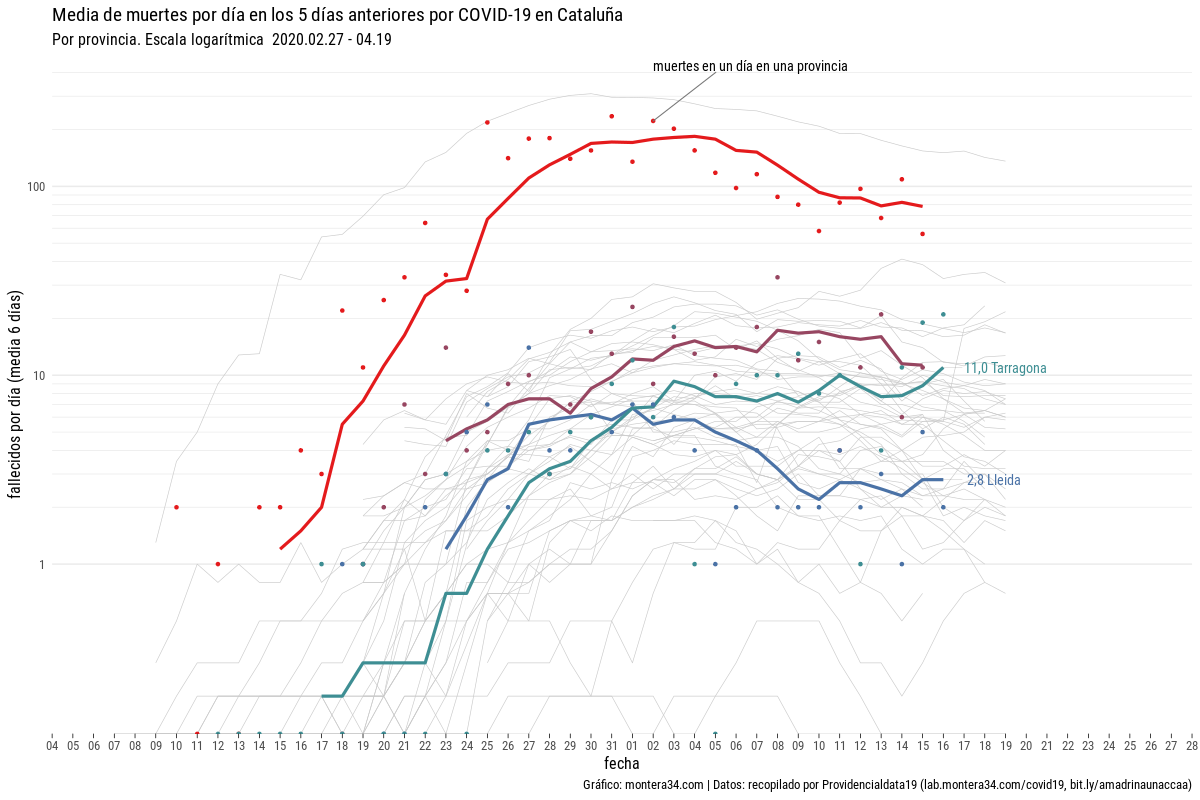 Media de muertes por día en los 5 días anteriores por COVID-19 en Cataluña
Por provincia. Escala logarítmica 2020.02.27 - 04.19
muertes en un día en una provincia
100
10
1
fallecidos por día (media 6 días)
11,0 Tarragona
2,8 Lleida
04 05 06 07 08 09 10 11 12 13 14 15 16 17 18 19 20 21 22 23 24 25 26 27 28 29 30 31 01 02 03 04 05 06 07 08 09 10 11 12 13 14 15 16 17 18 19 20 21 22 23 24 25 26 27 28
fecha
Gráfico: montera34.com | Datos: recopilado por Providencialdata19 (lab.montera34.com/covid19, bit.ly/amadrinaunaccaa)